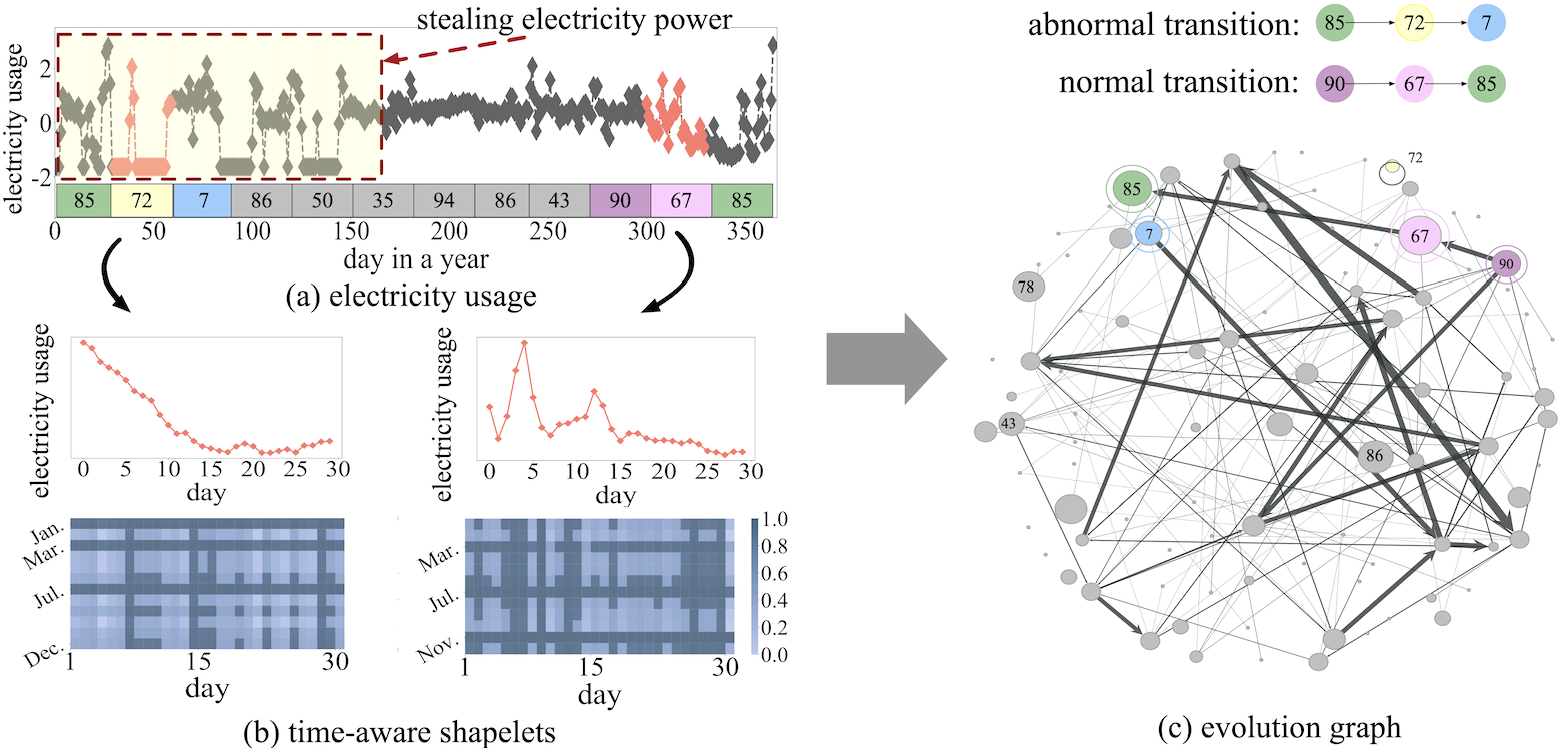 stealing electricity power
electricity usage
2
0
−2
85 72 7 86 50 35 94 86 43 90 67 85
0 50 100 150 200 250 300 350
day in a year
(a) electricity usage
electricity usage
0 5 10 15 20 25 30
day
electricity usage
0 5 10 15 20 25 30
day
Jan.
Mar.
Jul.
Dec.
1 15 30
day
Mar.
Jul.
Nov.
1 15 30
day
1.0
0.8
0.6
0.4
0.2
0.0
(b) time-aware shapelets
abnormal transition: 85 72 7
normal transition: 90 67 85
72
85
67
7
90
78
43
86
(c) evolution graph